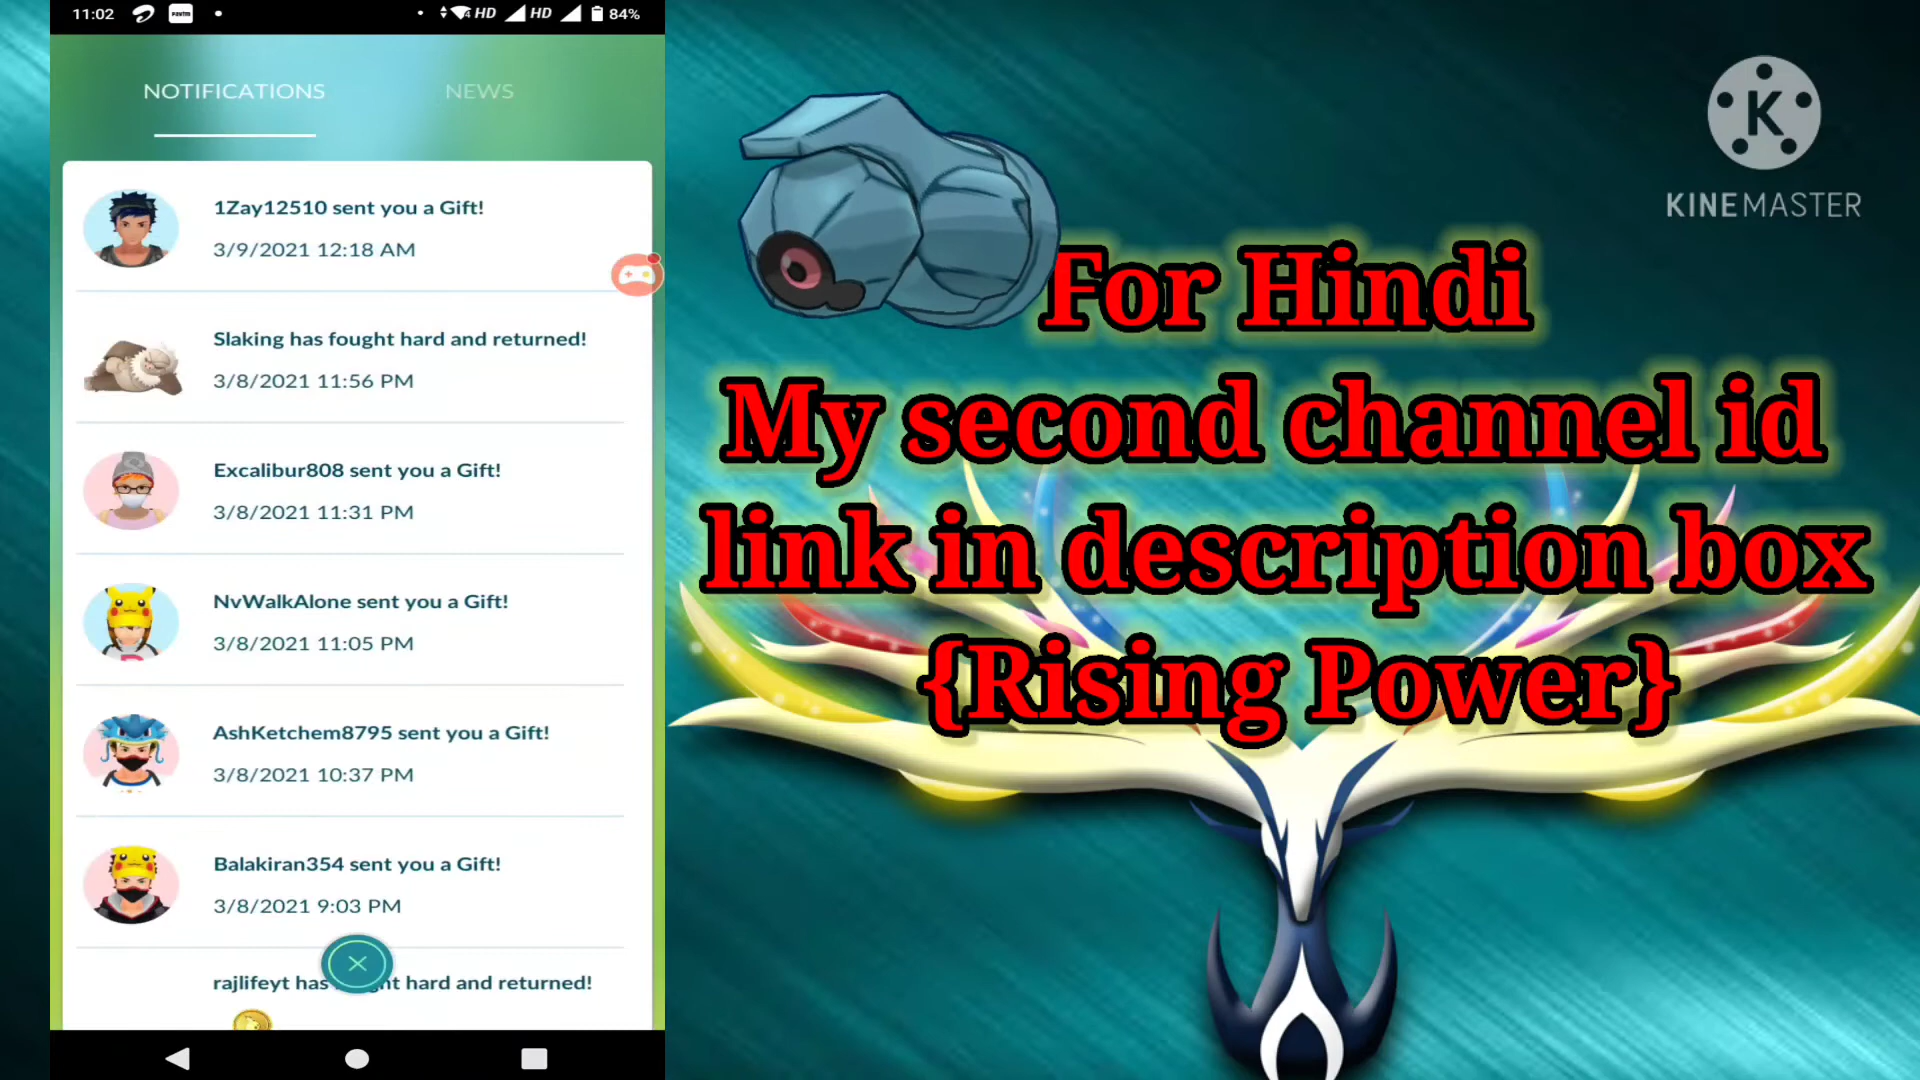 11:02
Paytm
HD
HD
84%
NOTIFICATIONS
NEWS
1Zay12510 sent you a Gift!
3/9/2021 12:18 AM
Slaking has fought hard and returned!
3/8/2021 11:56 PM
Excalibur808 sent you a Gift!
3/8/2021 11:31 PM
NvWalkAlone sent you a Gift!
3/8/2021 11:05 PM
AshKetchem8795 sent you a Gift!
3/8/2021 10:37 PM
Balakiran354 sent you a Gift!
3/8/2021 9:03 PM
rajlifeyt has ht hard and returned!
K
KINEMASTER
For Hindi
My second channel id
link in description box
{Rising Power}